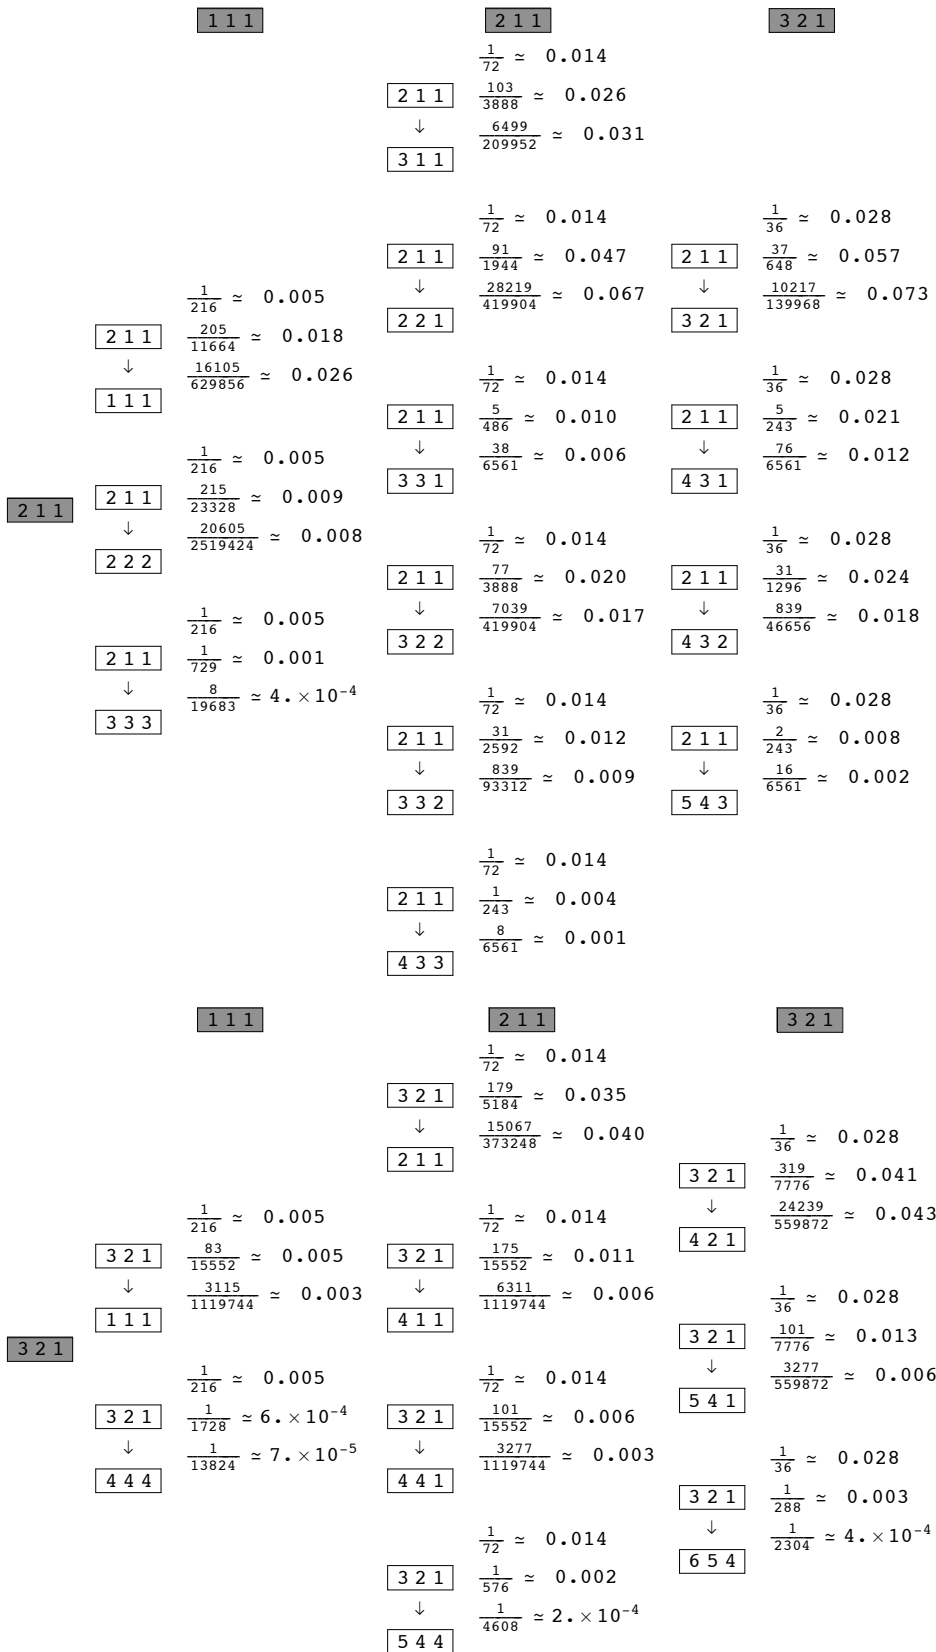 1 1 1 2 1 1 3 2 1
1/72 ≃ 0.014
2 1 1 103/3888 ≃ 0.026
↓ 6499/209952 ≃ 0.031
3 1 1
1/72 ≃ 0.014 1/36 ≃ 0.028
2 1 1 91/1944 ≃ 0.047 2 1 1 37/648 ≃ 0.057
1/216 ≃ 0.005 ↓ 28219/419904 ≃ 0.067 ↓ 10217/139968 ≃ 0.073
2 1 1 205/11664 ≃ 0.018 2 2 1 3 2 1
↓ 16105/629856 ≃ 0.026 1/72 ≃ 0.014 1/36 ≃ 0.028
1 1 1 2 1 1 5/486 ≃ 0.010 2 1 1 5/243 ≃ 0.021
1/216 ≃ 0.005 ↓ 38/6561 ≃ 0.006 ↓ 76/6561 ≃ 0.012
2 1 1 2 1 1 215/23328 ≃ 0.009 3 3 1 4 3 1
↓ 20605/2519424 ≃ 0.008 1/72 ≃ 0.014 1/36 ≃ 0.028
2 2 2 2 1 1 77/3888 ≃ 0.020 2 1 1 31/1296 ≃ 0.024
1/216 ≃ 0.005 ↓ 7039/419904 ≃ 0.017 ↓ 839/46656 ≃ 0.018
2 1 1 1/729 ≃ 0.001 3 2 2 4 3 2
↓ 8/19683 ≃ 4.×10⁻⁴ 1/72 ≃ 0.014 1/36 ≃ 0.028
3 3 3 2 1 1 31/2592 ≃ 0.012 2 1 1 2/243 ≃ 0.008
↓ 839/93312 ≃ 0.009 ↓ 16/6561 ≃ 0.002
3 3 2 5 4 3
1/72 ≃ 0.014
2 1 1 1/243 ≃ 0.004
↓ 8/6561 ≃ 0.001
4 3 3
1 1 1 2 1 1 3 2 1
1/72 ≃ 0.014
3 2 1 179/5184 ≃ 0.035
↓ 15067/373248 ≃ 0.040 1/36 ≃ 0.028
2 1 1 3 2 1 319/7776 ≃ 0.041
1/216 ≃ 0.005 1/72 ≃ 0.014 ↓ 24239/559872 ≃ 0.043
3 2 1 83/15552 ≃ 0.005 3 2 1 175/15552 ≃ 0.011 4 2 1
↓ 3115/1119744 ≃ 0.003 ↓ 6311/1119744 ≃ 0.006 1/36 ≃ 0.028
3 2 1 1 1 1 4 1 1 3 2 1 101/7776 ≃ 0.013
1/216 ≃ 0.005 1/72 ≃ 0.014 ↓ 3277/559872 ≃ 0.006
3 2 1 1/1728 ≃ 6.×10⁻⁴ 3 2 1 101/15552 ≃ 0.006 5 4 1
↓ 1/13824 ≃ 7.×10⁻⁵ ↓ 3277/1119744 ≃ 0.003 1/36 ≃ 0.028
4 4 4 4 4 1 3 2 1 1/288 ≃ 0.003
1/72 ≃ 0.014 ↓ 1/2304 ≃ 4.×10⁻⁴
3 2 1 1/576 ≃ 0.002 6 5 4
↓ 1/4608 ≃ 2.×10⁻⁴
5 4 4